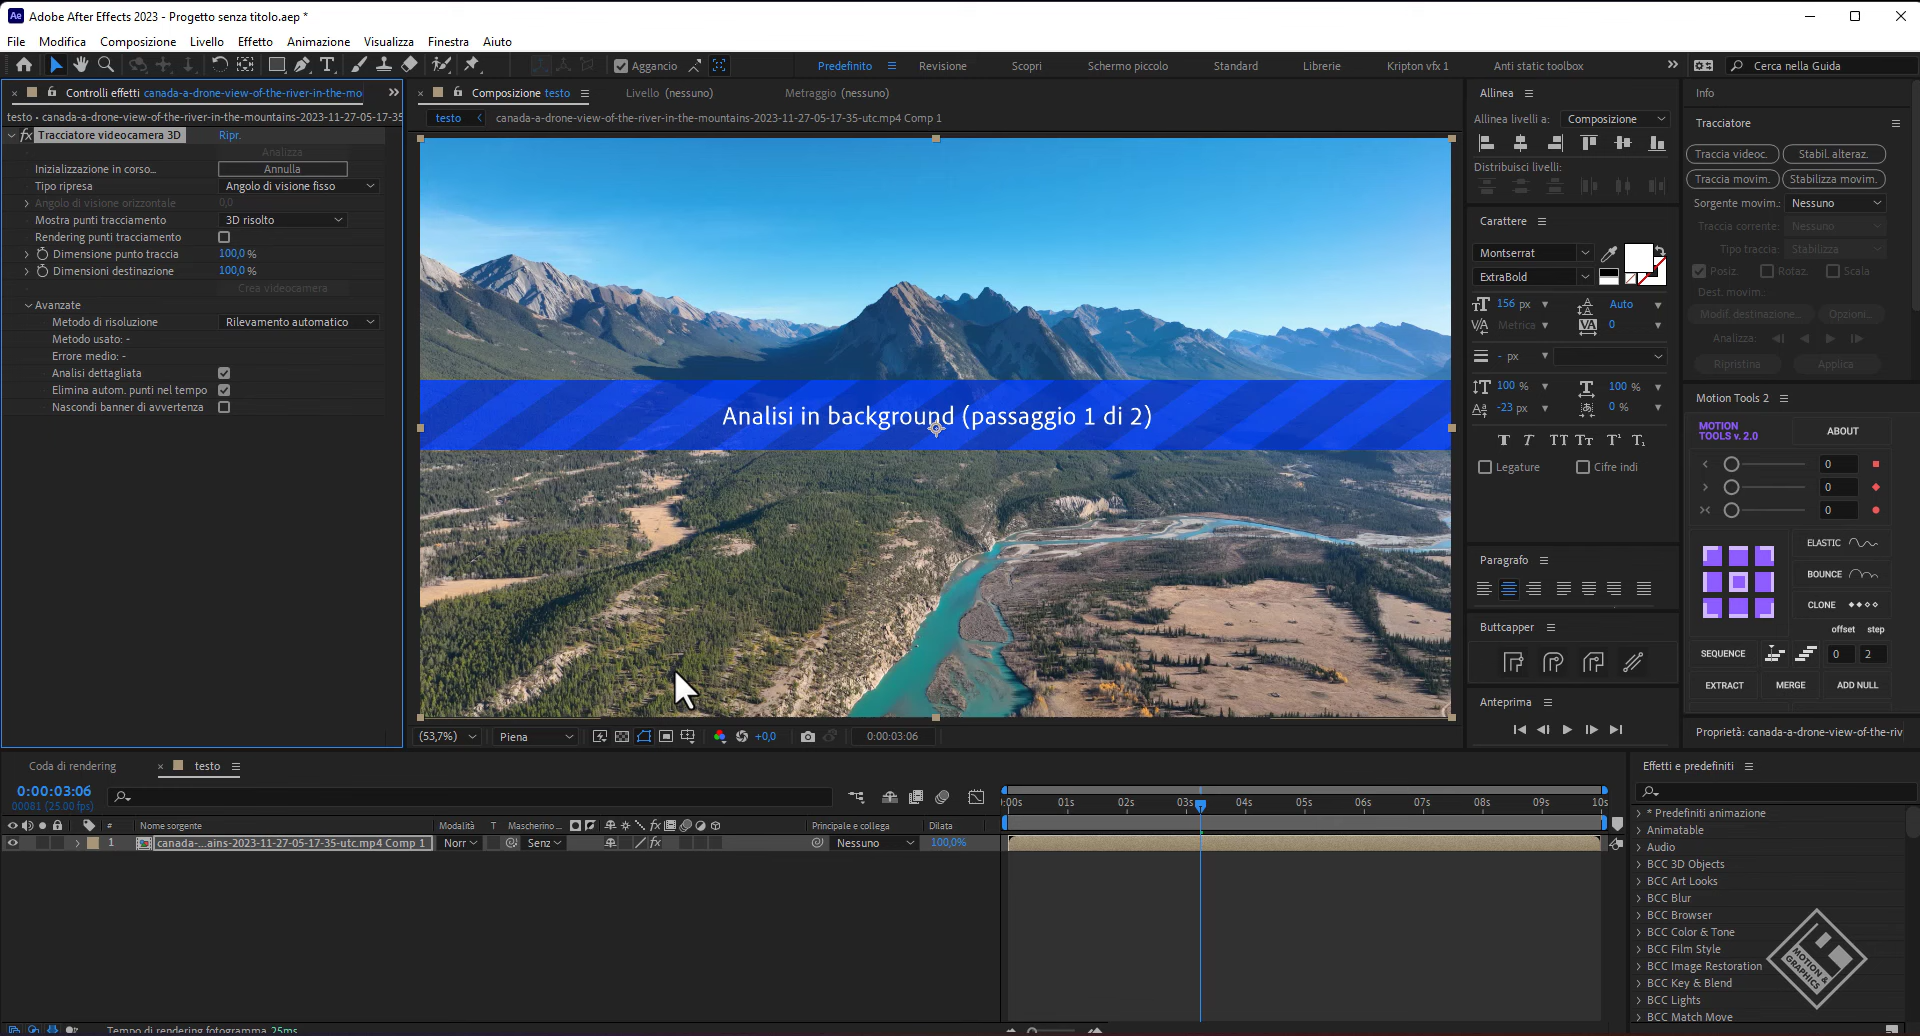 Adobe After Effects 2023 - Progetto senza titolo.aep *
File Modifica Composizione Livello Effetto Animazione Visualizza Finestra Aiuto
Aggancio Predefinito Revisione Scopri Schermo piccolo Standard Librerie Kripton vfx 1 Anti static toolbox Cerca nella Guida
Controlli effetti canada-a-drone-view-of-the-river-in-the-mo
testo • canada-a-drone-view-of-the-river-in-the-mountains-2023-11-27-05-17-35
fx Tracciatore videocamera 3D Ripr.
Analizza
Inizializzazione in corso... Annulla
Tipo ripresa Angolo di visione fisso
Angolo di visione orizzontale 0,0
Mostra punti tracciamento 3D risolto
Rendering punti tracciamento
Dimensione punto traccia 100,0 %
Dimensioni destinazione 100,0 %
Crea videocamera
Avanzate
Metodo di risoluzione Rilevamento automatico
Metodo usato: -
Errore medio: -
Analisi dettagliata
Elimina autom. punti nel tempo
Nascondi banner di avvertenza
Composizione testo Livello (nessuno) Metraggio (nessuno)
testo canada-a-drone-view-of-the-river-in-the-mountains-2023-11-27-05-17-35-utc.mp4 Comp 1
Analisi in background (passaggio 1 di 2)
(53,7%) Piena +0,0 0:00:03:06
Allinea
Allinea livelli a: Composizione
Distribuisci livelli:
Carattere
Montserrat
ExtraBold
156 px Auto
Metrica 0
- px
100 % 100 %
-23 px 0 %
Legature Cifre indi
Paragrafo
Buttcapper
Anteprima
Info
Tracciatore
Traccia videoc. Stabil. alteraz.
Traccia movim. Stabilizza movim.
Sorgente movim.: Nessuno
Traccia corrente: Nessuno
Tipo traccia: Stabilizza
Posiz. Rotaz. Scala
Dest. movim.:
Modif. destinazione... Opzioni...
Analizza:
Ripristina Applica
Motion Tools 2
MOTION
TOOLS v. 2.0 ABOUT
0
0
0
ELASTIC
BOUNCE
CLONE
offset step
SEQUENCE 0 2
EXTRACT MERGE ADD NULL
Proprietà: canada-a-drone-view-of-the-riv
Coda di rendering testo
0:00:03:06
00081 (25.00 fps)
# Nome sorgente Modalità T Mascherino ... Principale e collega Dilata
1 canada-...ains-2023-11-27-05-17-35-utc.mp4 Comp 1 Norr Senz Nessuno 100,0%
:00s 01s 02s 03s 04s 05s 06s 07s 08s 09s 10s
Tempo di rendering fotogramma 25ms
Effetti e predefiniti
* Predefiniti animazione
Animatable
Audio
BCC 3D Objects
BCC Art Looks
BCC Blur
BCC Browser
BCC Color & Tone
BCC Film Style
BCC Image Restoration
BCC Key & Blend
BCC Lights
BCC Match Move
MOTION &
GRAPHICS